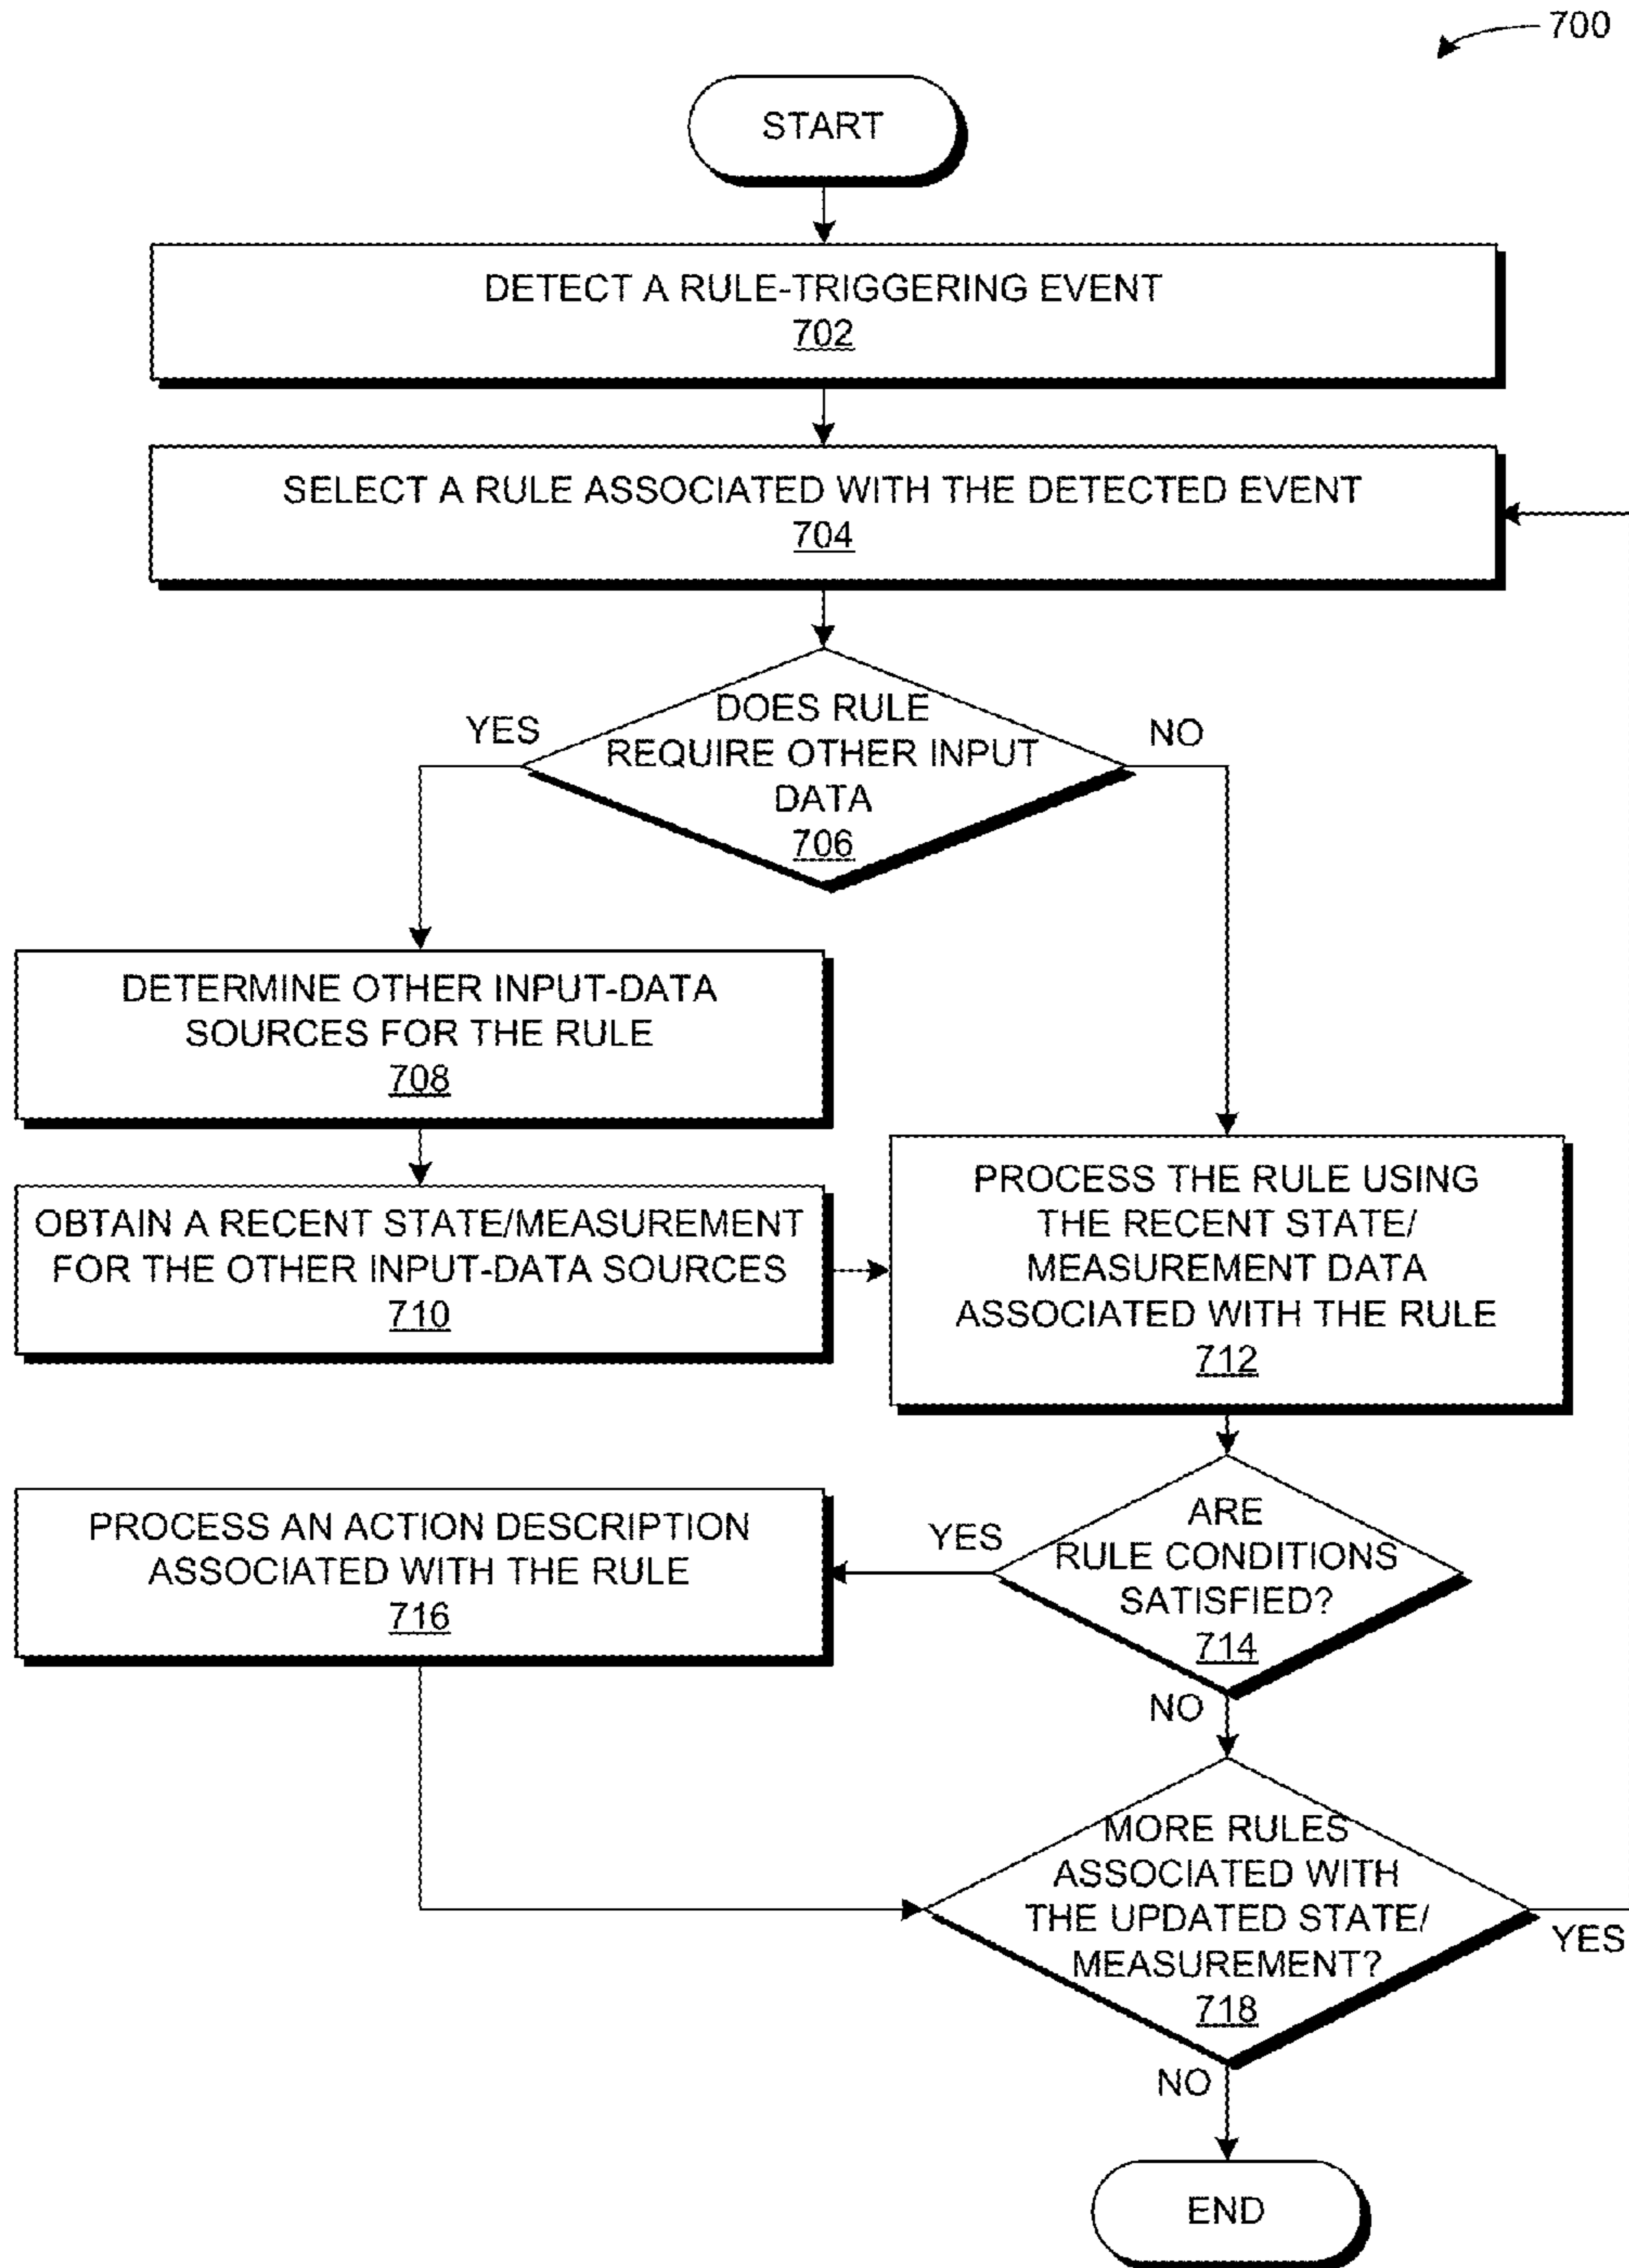 700
START
DETECT A RULE-TRIGGERING EVENT
702
SELECT A RULE ASSOCIATED WITH THE DETECTED EVENT
704
DOES RULE
REQUIRE OTHER INPUT
DATA
706
YES
NO
DETERMINE OTHER INPUT-DATA
SOURCES FOR THE RULE
708
OBTAIN A RECENT STATE/MEASUREMENT
FOR THE OTHER INPUT-DATA SOURCES
710
PROCESS THE RULE USING
THE RECENT STATE/
MEASUREMENT DATA
ASSOCIATED WITH THE RULE
712
ARE
RULE CONDITIONS
SATISFIED?
714
YES
NO
PROCESS AN ACTION DESCRIPTION
ASSOCIATED WITH THE RULE
716
MORE RULES
ASSOCIATED WITH
THE UPDATED STATE/
MEASUREMENT?
718
YES
NO
END